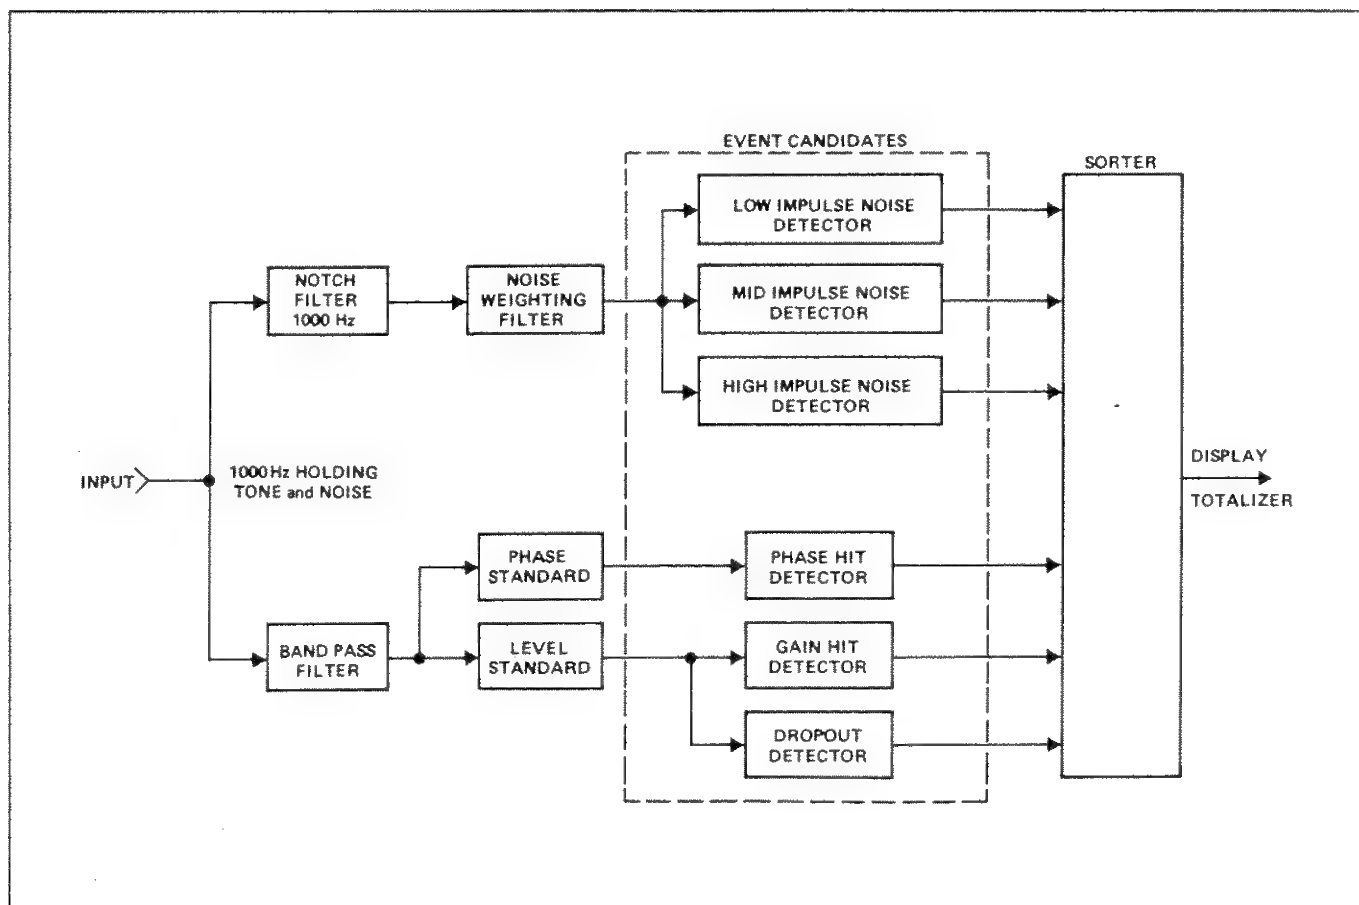 EVENT CANDIDATES
SORTER
LOW IMPULSE NOISE
DETECTOR
NOTCH
FILTER
1000 Hz
NOISE
WEIGHTING
FILTER
MID IMPULSE NOISE
DETECTOR
HIGH IMPULSE NOISE
DETECTOR
INPUT
1000Hz HOLDING
TONE and NOISE
DISPLAY
TOTALIZER
PHASE
STANDARD
PHASE HIT
DETECTOR
BAND PASS
FILTER
LEVEL
STANDARD
GAIN HIT
DETECTOR
DROPOUT
DETECTOR